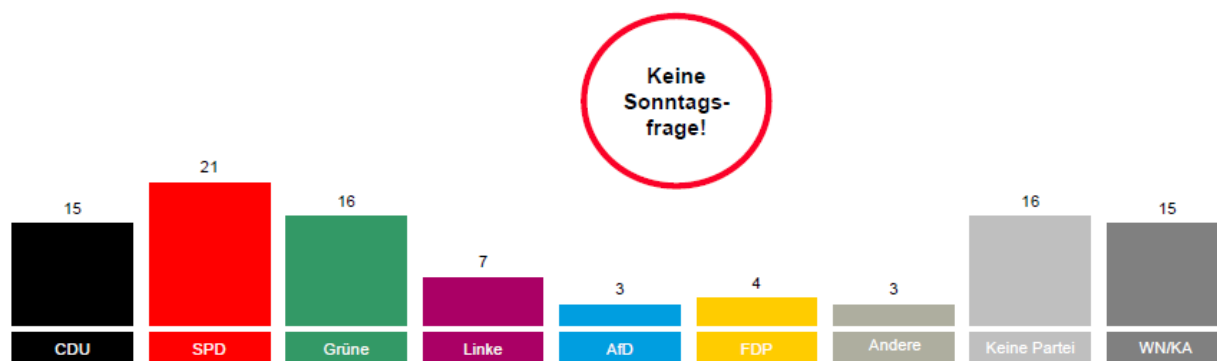 Keine
Sonntags-
frage!
21
15
16
16
15
7
3
4
3
CDU
SPD
Grüne
Linke
AfD
FDP
Andere
Keine Partei
WN/KA